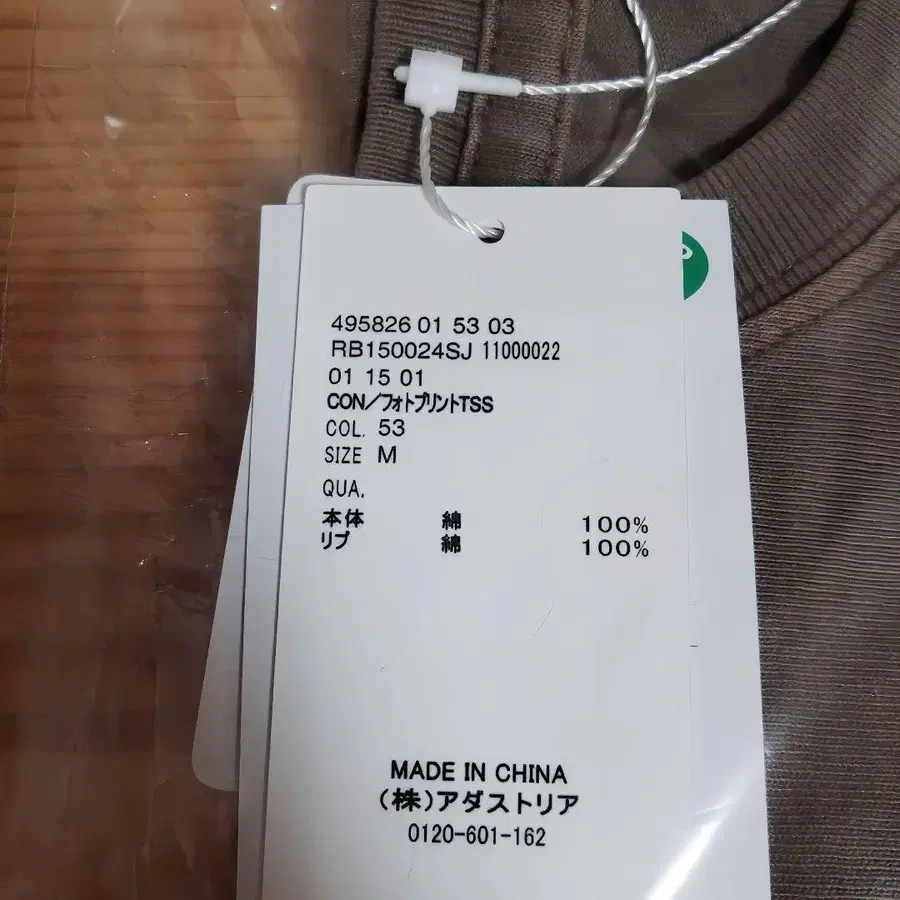 495826 01 53 03
RB150024SJ 11000022
01 15 01
CON/フォトプリントTSS
COL. 53
SIZE M
QUA.
本体 綿 100%
リブ 綿 100%
MADE IN CHINA
(株)アダストリア
0120-601-162